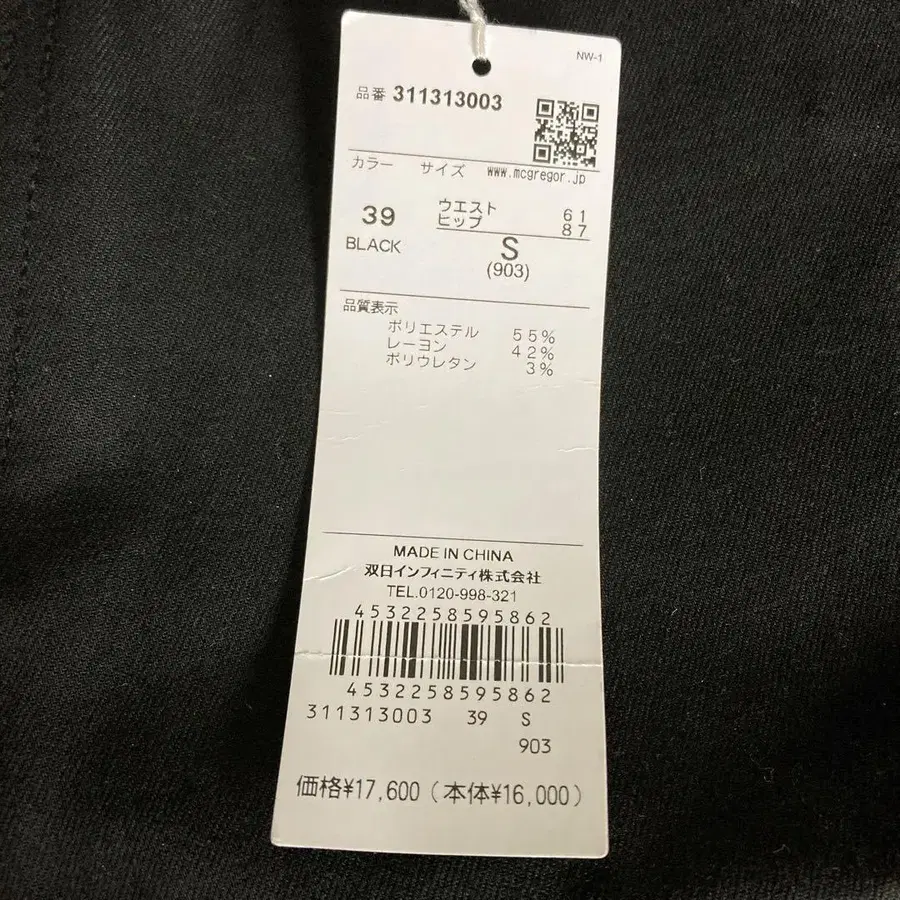 NW-1
品番 311313003
カラー サイズ www.mcgregor.jp
39 ウエスト 61
ヒップ 87
BLACK S
(903)
品質表示
ポリエステル 55%
レーヨン 42%
ポリウレタン 3%
MADE IN CHINA
双日インフィニティ株式会社
TEL.0120-998-321
4532258595862
4532258595862
311313003 39 S
903
価格¥17,600(本体¥16,000)